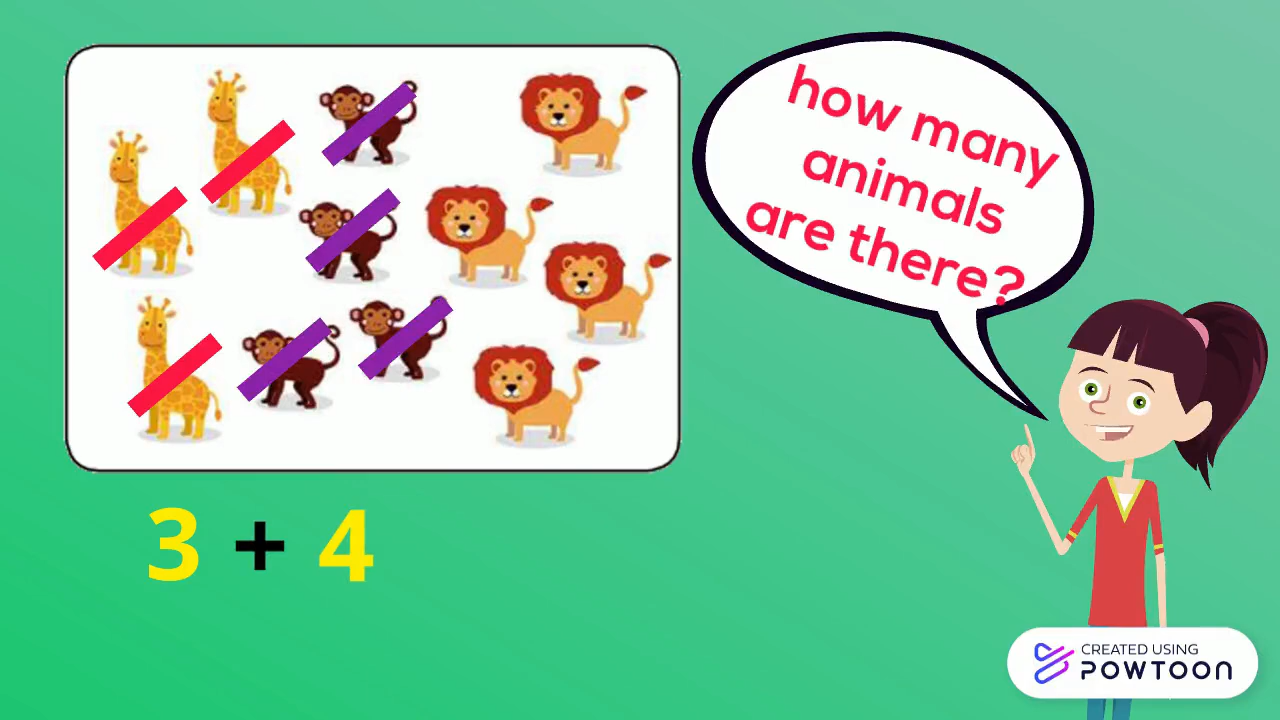 how many
animals
are there?
3 + 4
CREATED USING
POWTOON